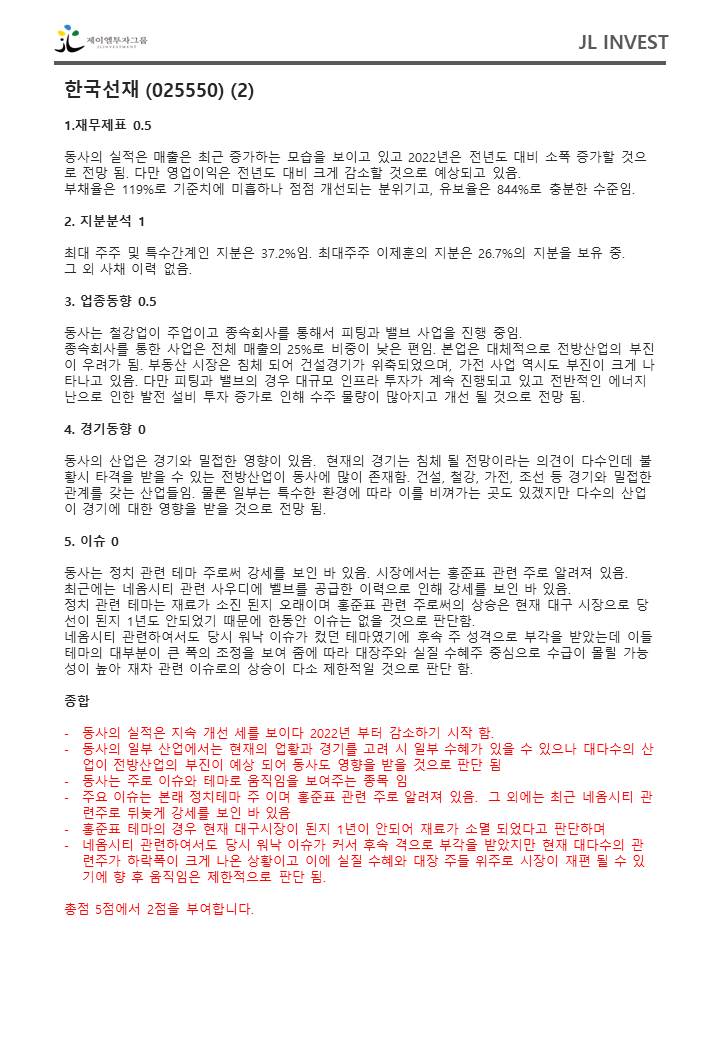 제이엘투자그룹
JL INVESTMENT
JL INVEST
한국선재 (025550) (2)
1.재무제표 0.5
동사의 실적은 매출은 최근 증가하는 모습을 보이고 있고 2022년은 전년도 대비 소폭 증가할 것으
로 전망 됨. 다만 영업이익은 전년도 대비 크게 감소할 것으로 예상되고 있음.
부채율은 119%로 기준치에 미흡하나 점점 개선되는 분위기고, 유보율은 844%로 충분한 수준임.
2. 지분분석 1
최대 주주 및 특수간계인 지분은 37.2%임. 최대주주 이제훈의 지분은 26.7%의 지분을 보유 중.
그 외 사채 이력 없음.
3. 업종동향 0.5
동사는 철강업이 주업이고 종속회사를 통해서 피팅과 밸브 사업을 진행 중임.
종속회사를 통한 사업은 전체 매출의 25%로 비중이 낮은 편임. 본업은 대체적으로 전방산업의 부진
이 우려가 됨. 부동산 시장은 침체 되어 건설경기가 위축되었으며, 가전 사업 역시도 부진이 크게 나
타나고 있음. 다만 피팅과 밸브의 경우 대규모 인프라 투자가 계속 진행되고 있고 전반적인 에너지
난으로 인한 발전 설비 투자 증가로 인해 수주 물량이 많아지고 개선 될 것으로 전망 됨.
4. 경기동향 0
동사의 산업은 경기와 밀접한 영향이 있음. 현재의 경기는 침체 될 전망이라는 의견이 다수인데 불
황시 타격을 받을 수 있는 전방산업이 동사에 많이 존재함. 건설, 철강, 가전, 조선 등 경기와 밀접한
관계를 갖는 산업들임. 물론 일부는 특수한 환경에 따라 이를 비껴가는 곳도 있겠지만 다수의 산업
이 경기에 대한 영향을 받을 것으로 전망 됨.
5. 이슈 0
동사는 정치 관련 테마 주로써 강세를 보인 바 있음. 시장에서는 홍준표 관련 주로 알려져 있음.
최근에는 네옴시티 관련 사우디에 벨브를 공급한 이력으로 인해 강세를 보인 바 있음.
정치 관련 테마는 재료가 소진 된지 오래이며 홍준표 관련 주로써의 상승은 현재 대구 시장으로 당
선이 된지 1년도 안되었기 때문에 한동안 이슈는 없을 것으로 판단함.
네옴시티 관련하여서도 당시 워낙 이슈가 컸던 테마였기에 후속 주 성격으로 부각을 받았는데 이들
테마의 대부분이 큰 폭의 조정을 보여 줌에 따라 대장주와 실질 수혜주 중심으로 수급이 몰릴 가능
성이 높아 재차 관련 이슈로의 상승이 다소 제한적일 것으로 판단 함.
종합
- 동사의 실적은 지속 개선 세를 보이다 2022년 부터 감소하기 시작 함.
- 동사의 일부 산업에서는 현재의 업황과 경기를 고려 시 일부 수혜가 있을 수 있으나 대다수의 산
업이 전방산업의 부진이 예상 되어 동사도 영향을 받을 것으로 판단 됨
- 동사는 주로 이슈와 테마로 움직임을 보여주는 종목 임
- 주요 이슈는 본래 정치테마 주 이며 홍준표 관련 주로 알려져 있음. 그 외에는 최근 네옴시티 관
련주로 뒤늦게 강세를 보인 바 있음
- 홍준표 테마의 경우 현재 대구시장이 된지 1년이 안되어 재료가 소멸 되었다고 판단하며
- 네옴시티 관련하여서도 당시 워낙 이슈가 커서 후속 격으로 부각을 받았지만 현재 대다수의 관
련주가 하락폭이 크게 나온 상황이고 이에 실질 수혜와 대장 주들 위주로 시장이 재편 될 수 있
기에 향 후 움직임은 제한적으로 판단 됨.
총점 5점에서 2점을 부여합니다.